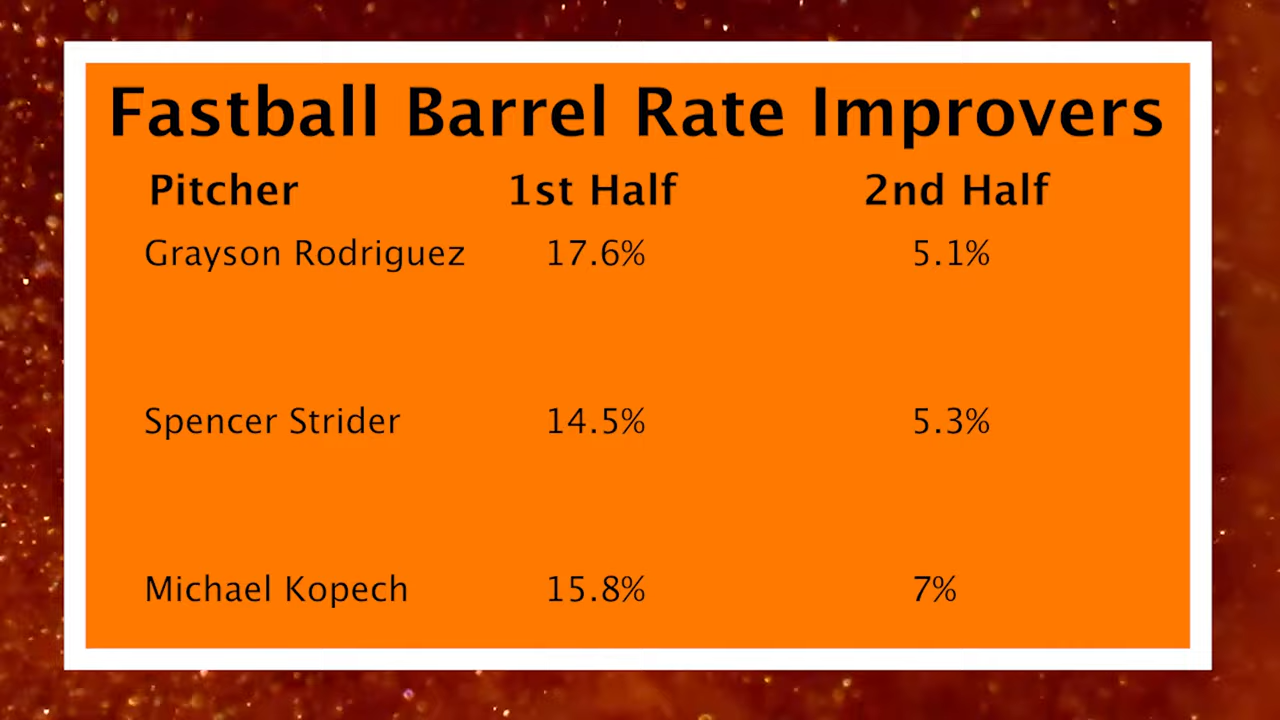 Fastball Barrel Rate Improvers
Pitcher 1st Half 2nd Half
Grayson Rodriguez 17.6% 5.1%
Spencer Strider 14.5% 5.3%
Michael Kopech 15.8% 7%